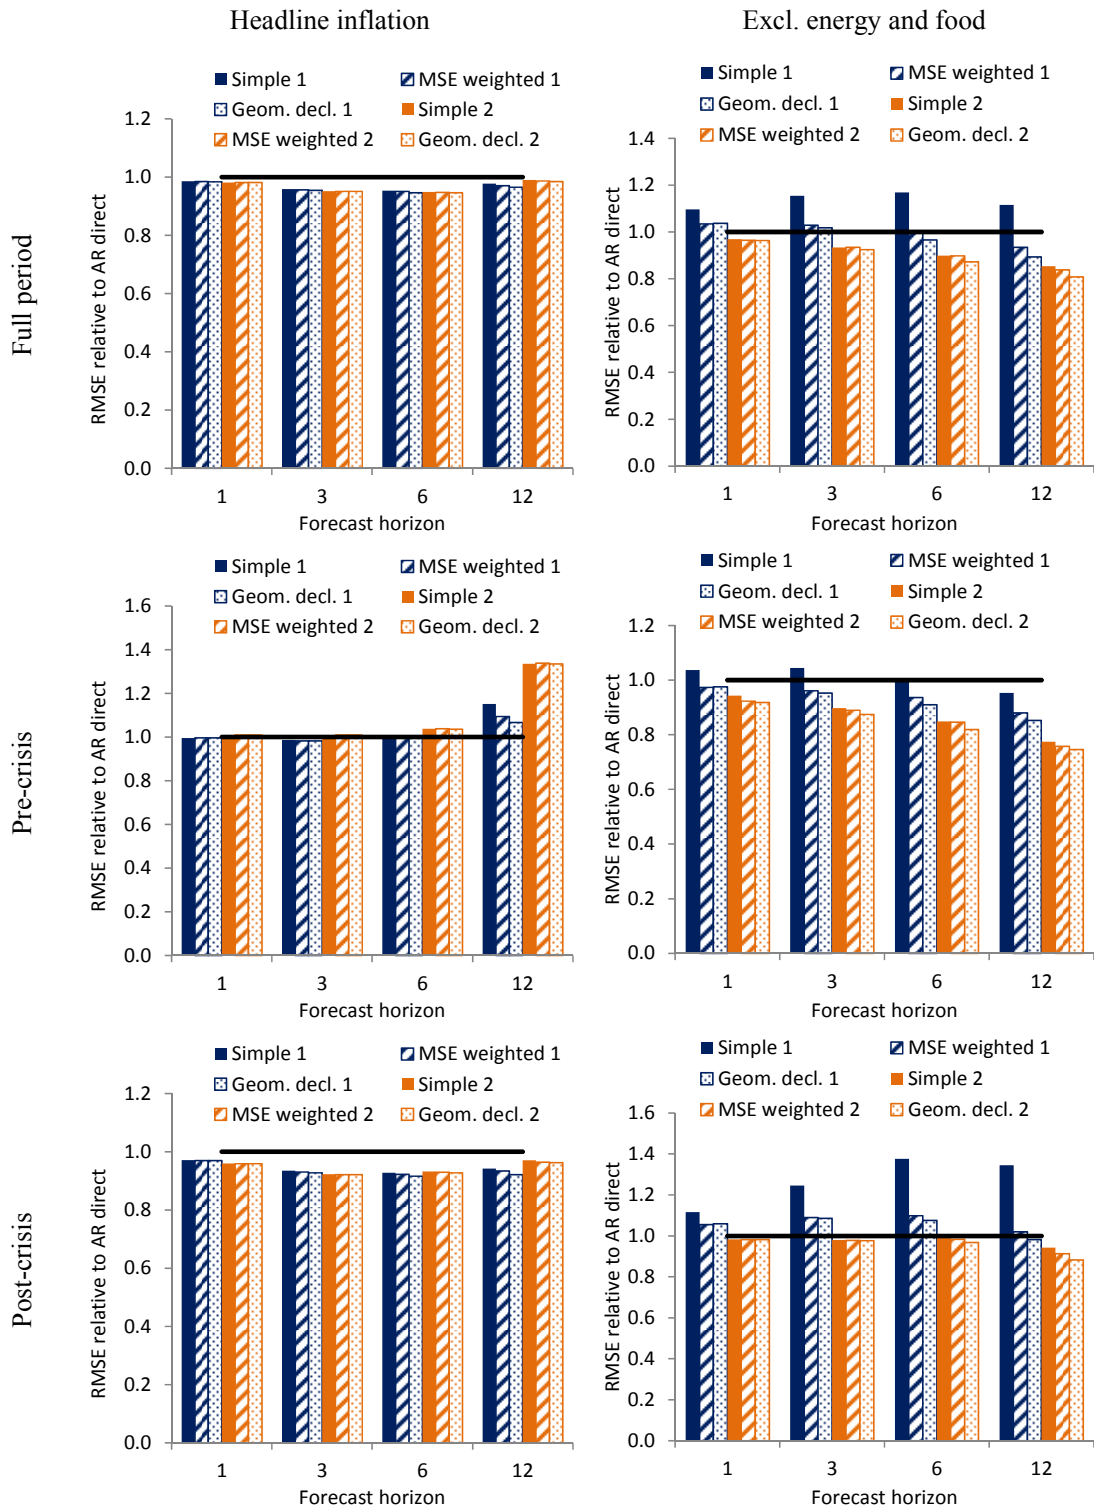 Headline inflation
Excl. energy and food
Full period
Simple 1
MSE weighted 1
Geom. decl. 1
Simple 2
MSE weighted 2
Geom. decl. 2
RMSE relative to AR direct
1.2
1.0
0.8
0.6
0.4
0.2
0.0
1 3 6 12
Forecast horizon
Simple 1
MSE weighted 1
Geom. decl. 1
Simple 2
MSE weighted 2
Geom. decl. 2
RMSE relative to AR direct
1.4
1.2
1.0
0.8
0.6
0.4
0.2
0.0
1 3 6 12
Forecast horizon
Pre-crisis
Simple 1
MSE weighted 1
Geom. decl. 1
Simple 2
MSE weighted 2
Geom. decl. 2
RMSE relative to AR direct
1.6
1.4
1.2
1.0
0.8
0.6
0.4
0.2
0.0
1 3 6 12
Forecast horizon
Simple 1
MSE weighted 1
Geom. decl. 1
Simple 2
MSE weighted 2
Geom. decl. 2
RMSE relative to AR direct
1.2
1.0
0.8
0.6
0.4
0.2
0.0
1 3 6 12
Forecast horizon
Post-crisis
Simple 1
MSE weighted 1
Geom. decl. 1
Simple 2
MSE weighted 2
Geom. decl. 2
RMSE relative to AR direct
1.2
1.0
0.8
0.6
0.4
0.2
0.0
1 3 6 12
Forecast horizon
Simple 1
MSE weighted 1
Geom. decl. 1
Simple 2
MSE weighted 2
Geom. decl. 2
RMSE relative to AR direct
1.6
1.4
1.2
1.0
0.8
0.6
0.4
0.2
0.0
1 3 6 12
Forecast horizon